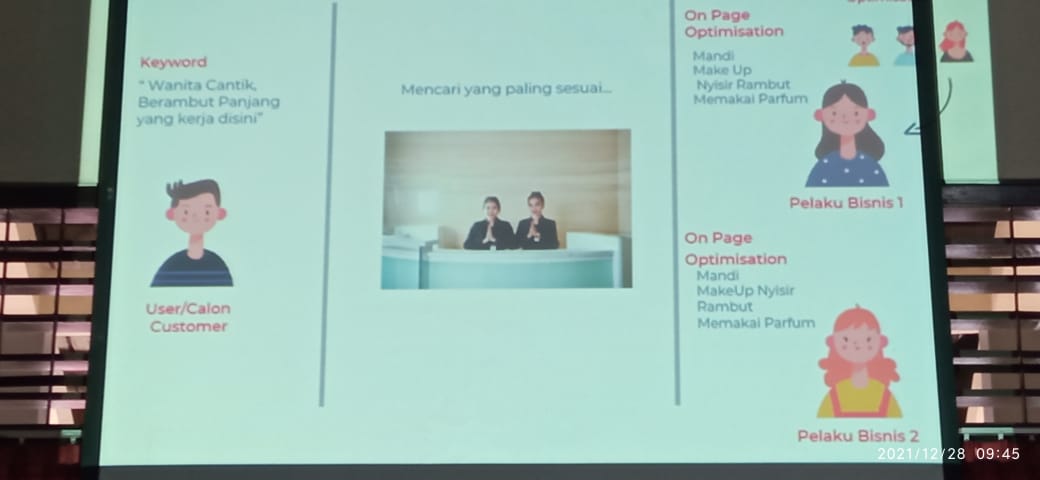 Keyword
" Wanita Cantik,
Berambut Panjang
yang kerja disini"
User/Calon
Customer
Mencari yang paling sesuai...
On Page
Optimisation
Mandi
Make Up
Nyisir Rambut
Memakai Parfum
Pelaku Bisnis 1
On Page
Optimisation
Mandi
MakeUp Nyisir
Rambut
Memakai Parfum
Pelaku Bisnis 2
2021/12/28 09:45